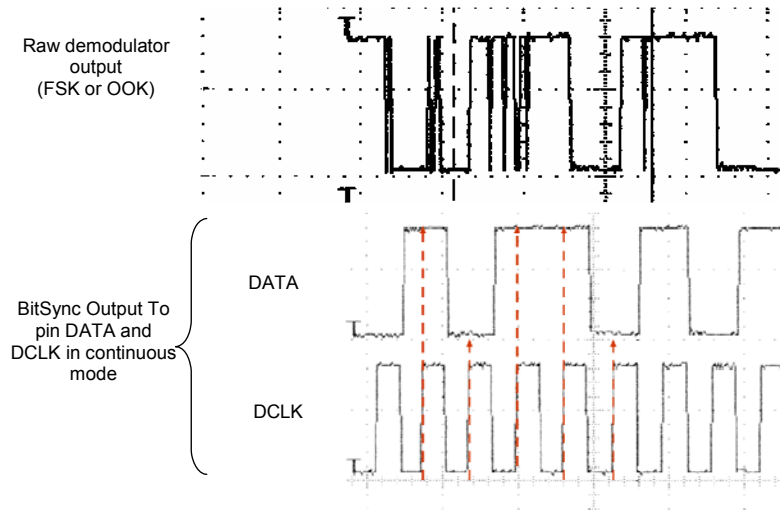 Raw demodulator
output
(FSK or OOK)
DATA
BitSync Output To
pin DATA and
DCLK in continuous
mode
DCLK